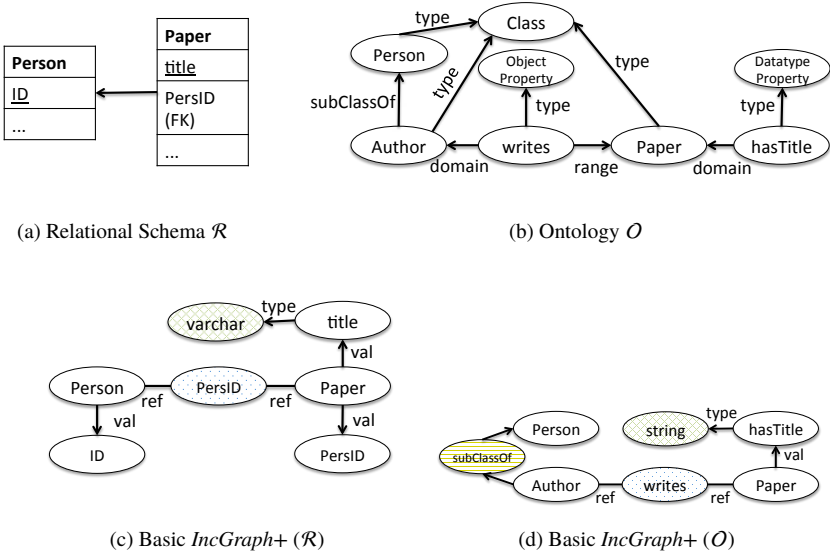 Person
ID
...
Paper
title
PersID
(FK)
...
(a) Relational Schema R
type
Class
Person
type
type
Object
Property
Datatype
Property
subClassOf
type
type
Author
writes
Paper
hasTitle
domain
range
domain
(b) Ontology O
varchar
type
title
val
Person
ref
PersID
ref
Paper
val
val
ID
PersID
(c) Basic IncGraph+ (R)
Person
string
type
hasTitle
subClassOf
val
Author
ref
writes
ref
Paper
(d) Basic IncGraph+ (O)